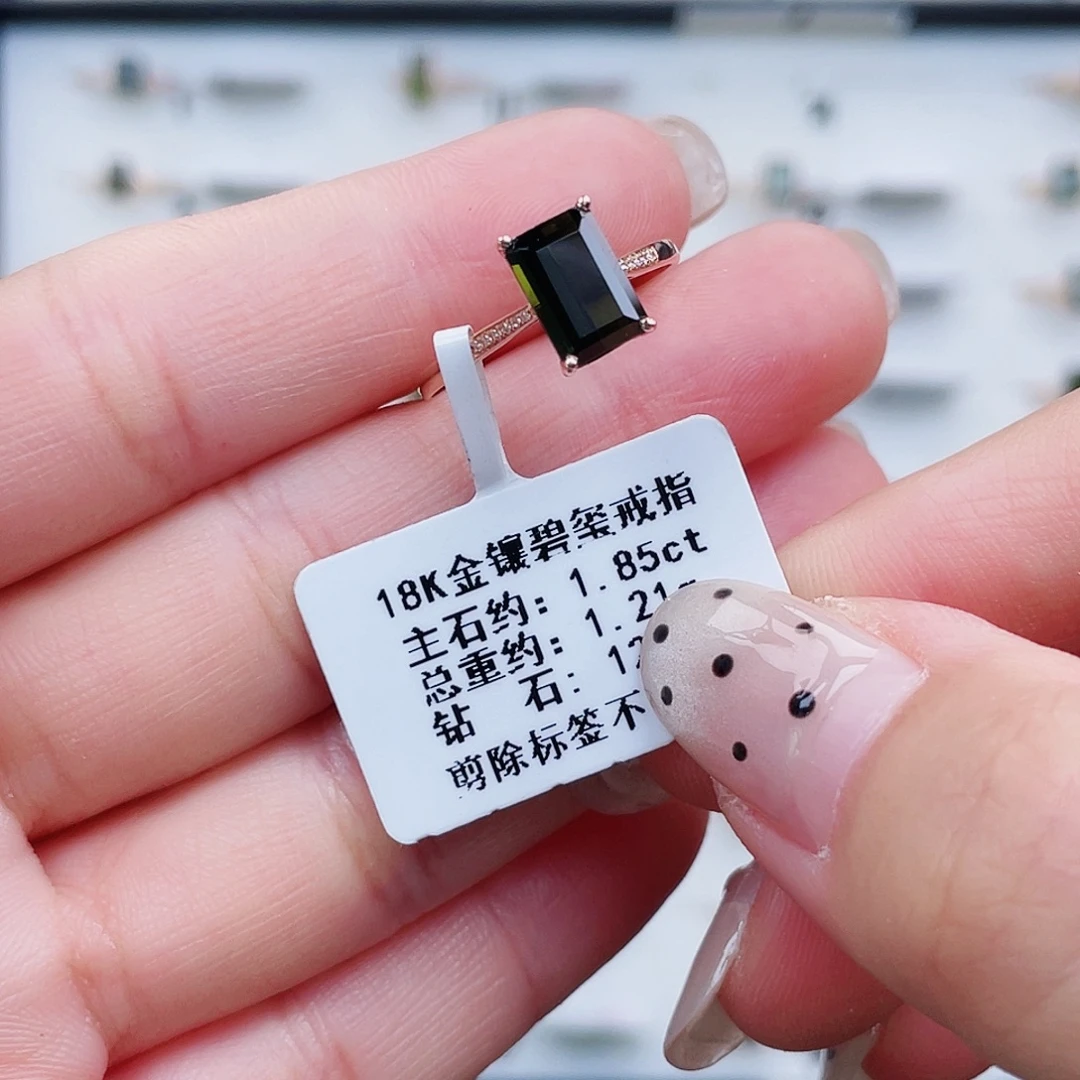 18K金镶碧玺戒指
主石约: 1.85ct
总重约: 1.21
钻 石:
剪除标签不